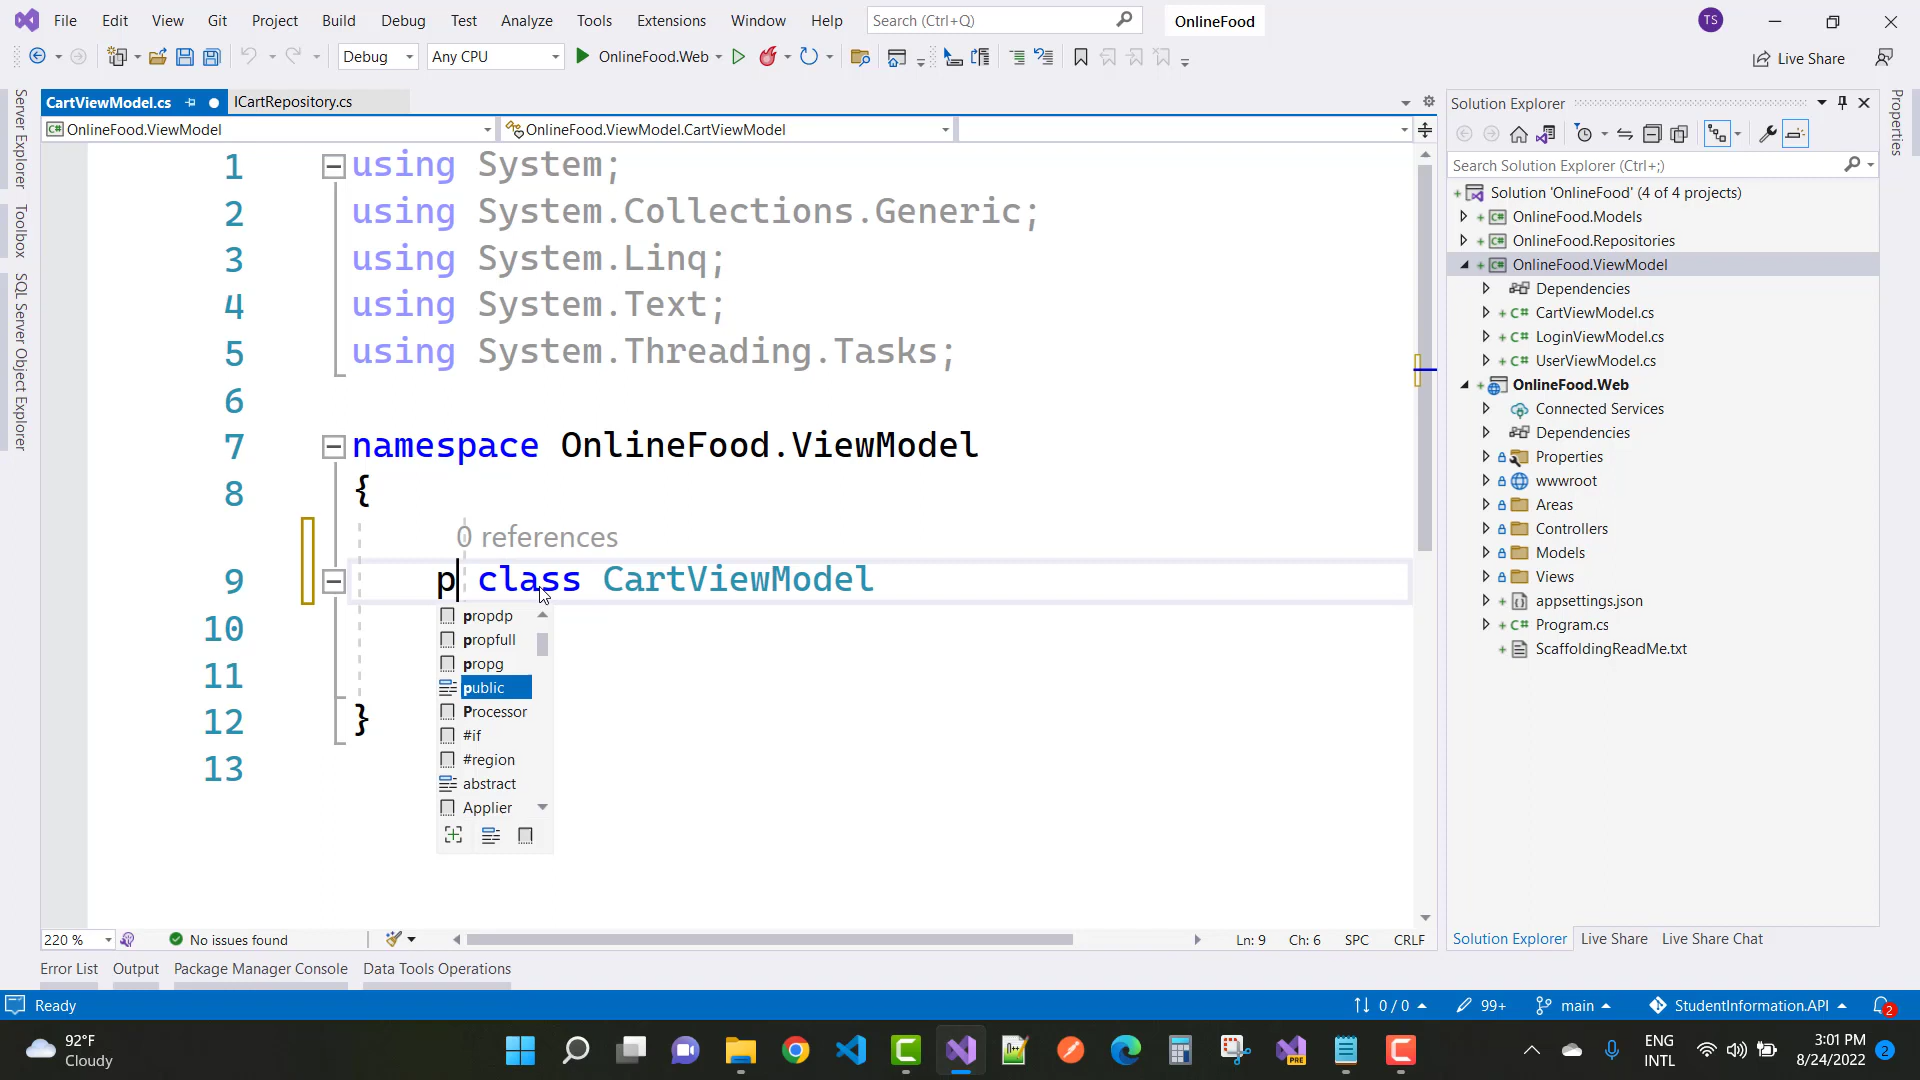 File Edit View Git Project Build Debug Test Analyze Tools Extensions Window Help Search (Ctrl+Q) OnlineFood TS
Debug Any CPU OnlineFood.Web Live Share
Server Explorer
Toolbox
SQL Server Object Explorer
CartViewModel.cs ICartRepository.cs
OnlineFood.ViewModel OnlineFood.ViewModel.CartViewModel
1 using System;
2 using System.Collections.Generic;
3 using System.Linq;
4 using System.Text;
5 using System.Threading.Tasks;
6
7 namespace OnlineFood.ViewModel
8 {
0 references
9 p class CartViewModel
10
11
12 }
13
propdp
propfull
propg
public
Processor
#if
#region
abstract
Applier
220 % No issues found Ln: 9 Ch: 6 SPC CRLF
Solution Explorer
Search Solution Explorer (Ctrl+;)
Solution 'OnlineFood' (4 of 4 projects)
OnlineFood.Models
OnlineFood.Repositories
OnlineFood.ViewModel
Dependencies
CartViewModel.cs
LoginViewModel.cs
UserViewModel.cs
OnlineFood.Web
Connected Services
Dependencies
Properties
wwwroot
Areas
Controllers
Models
Views
appsettings.json
Program.cs
ScaffoldingReadMe.txt
Solution Explorer Live Share Live Share Chat
Properties
Error List Output Package Manager Console Data Tools Operations
Ready 0 / 0 99+ main StudentInformation.API 2
92°F
Cloudy
PRE
ENG
INTL
3:01 PM
8/24/2022
2